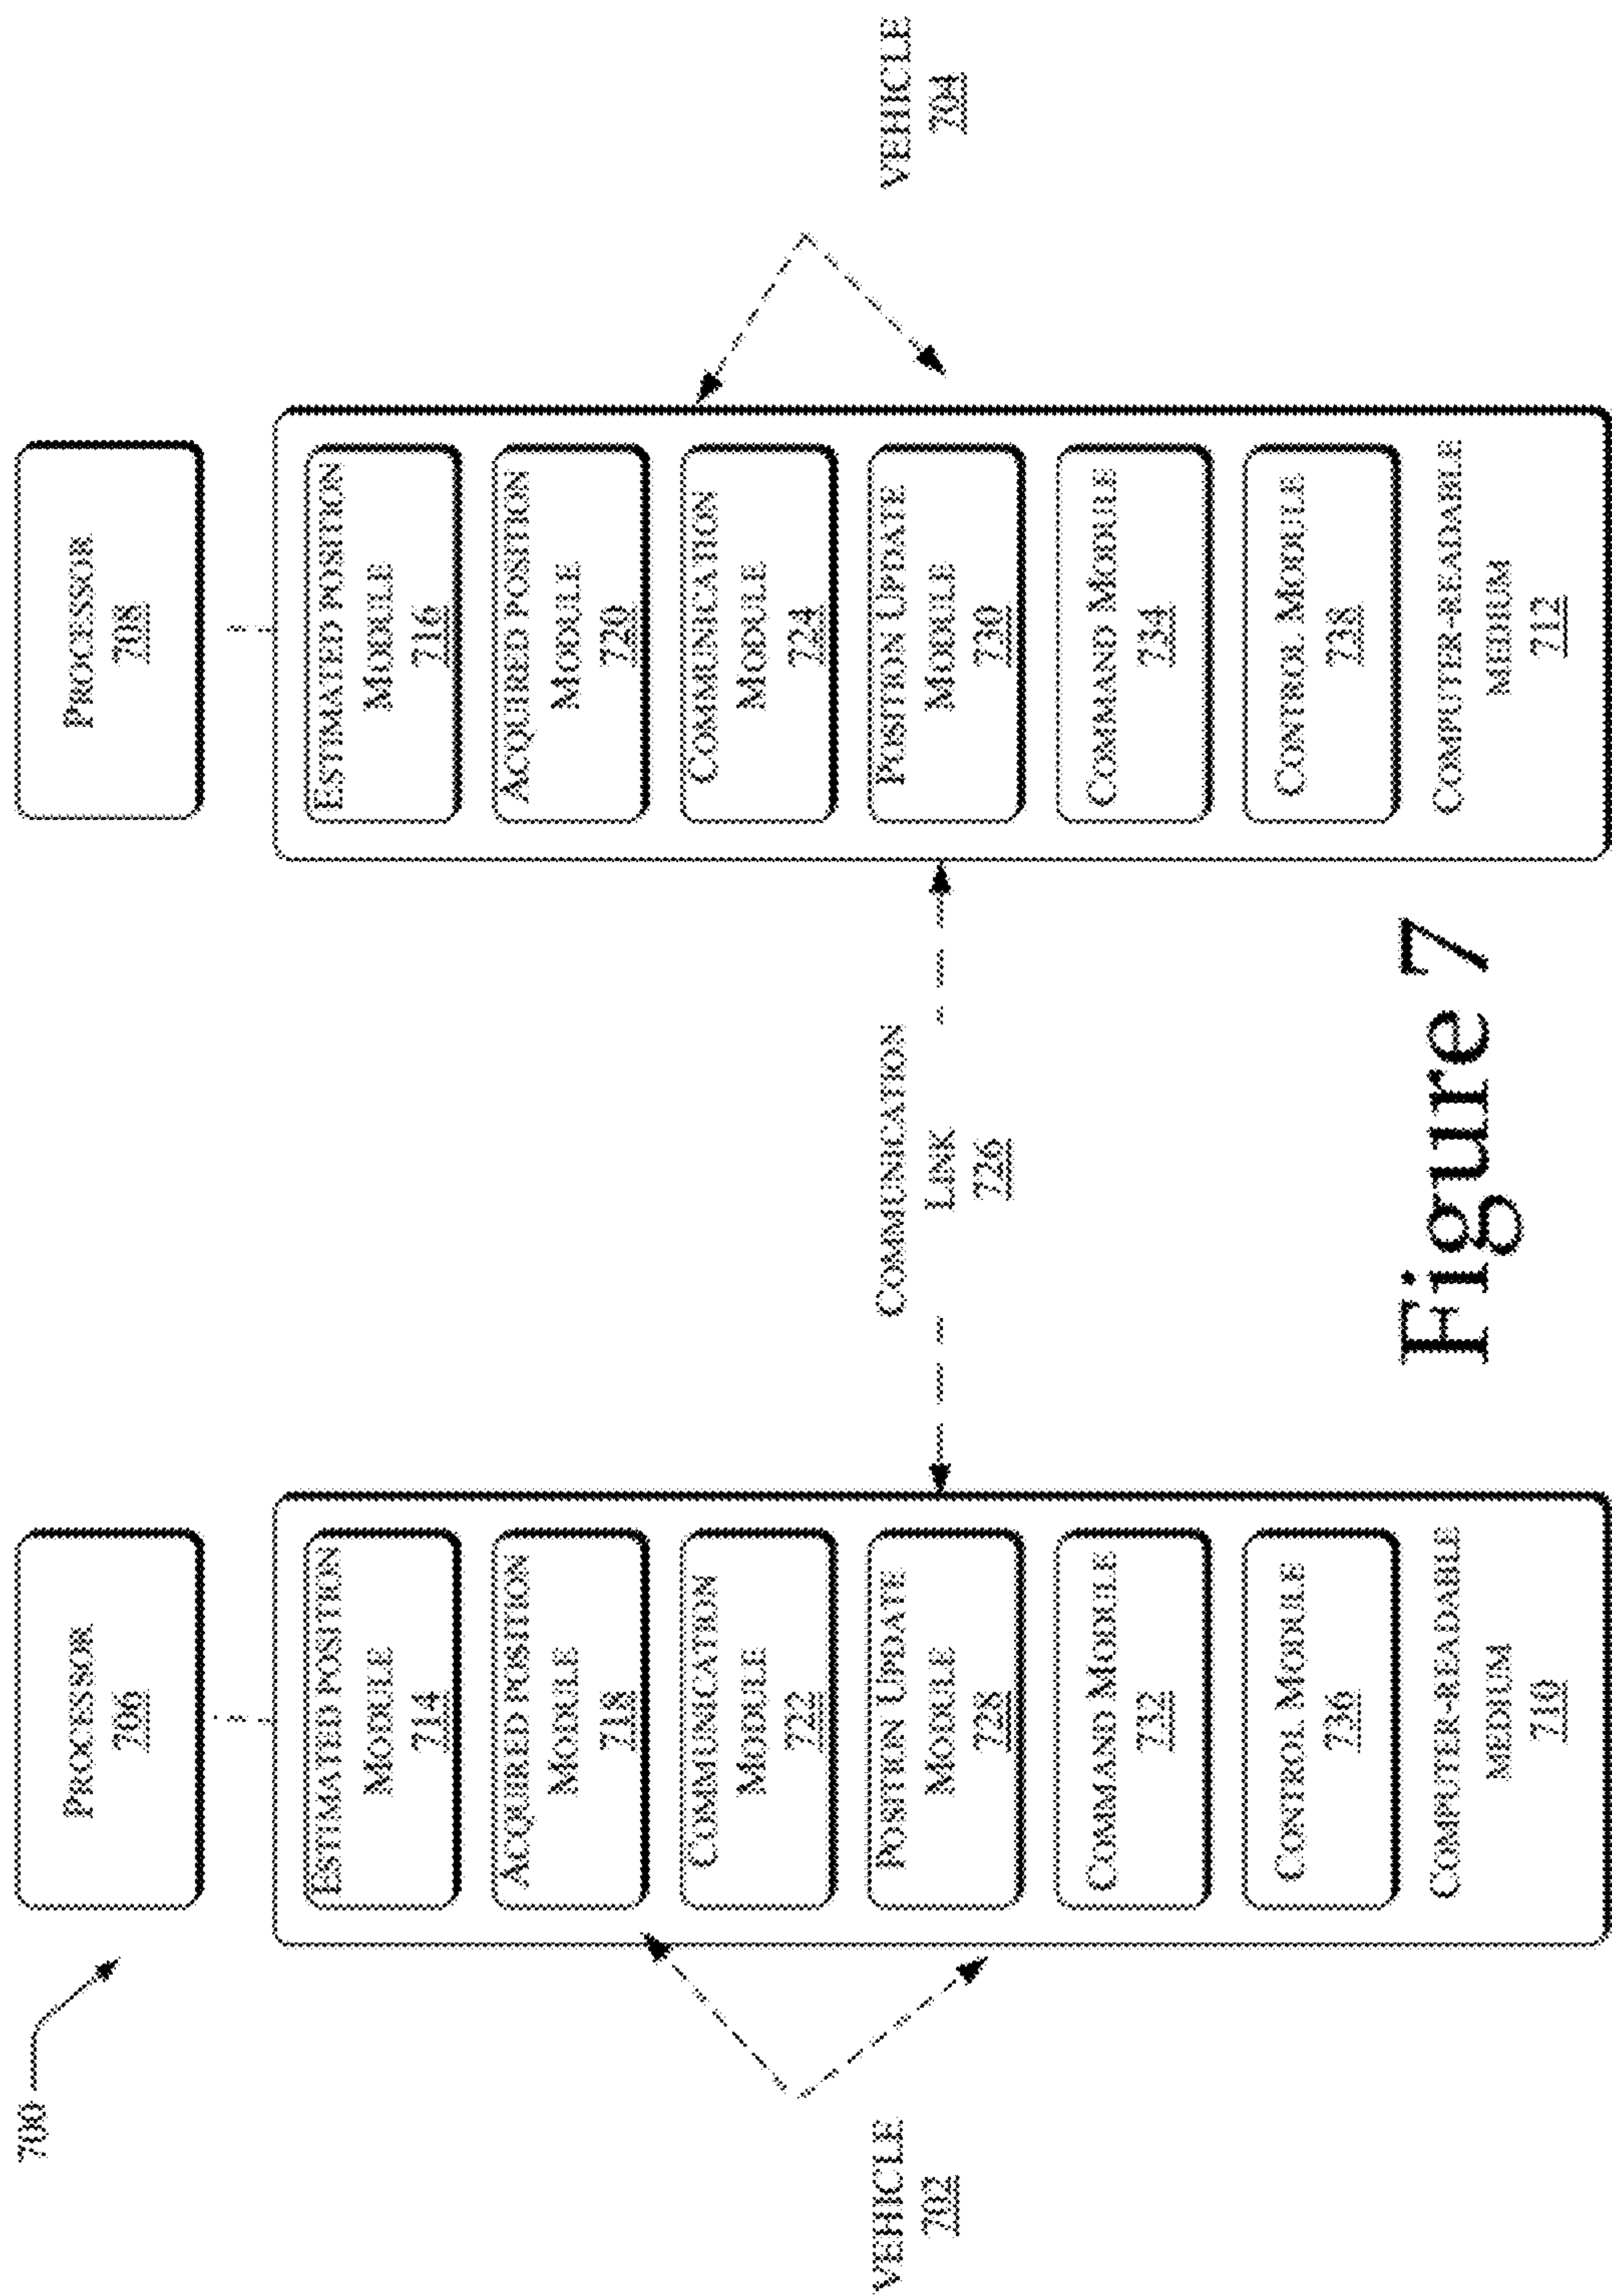 700
PROCESSOR
706
ESTIMATED POSITION
MODULE
714
ACQUIRED POSITION
MODULE
718
COMMUNICATION
MODULE
722
POSITION UPDATE
MODULE
728
COMMAND MODULE
732
CONTROL MODULE
736
COMPUTER-READABLE
MEDIUM
710
VEHICLE
702
COMMUNICATION
LINK
726
PROCESSOR
708
ESTIMATED POSITION
MODULE
716
ACQUIRED POSITION
MODULE
720
COMMUNICATION
MODULE
724
POSITION UPDATE
MODULE
730
COMMAND MODULE
734
CONTROL MODULE
738
COMPUTER-READABLE
MEDIUM
712
VEHICLE
704
Figure 7